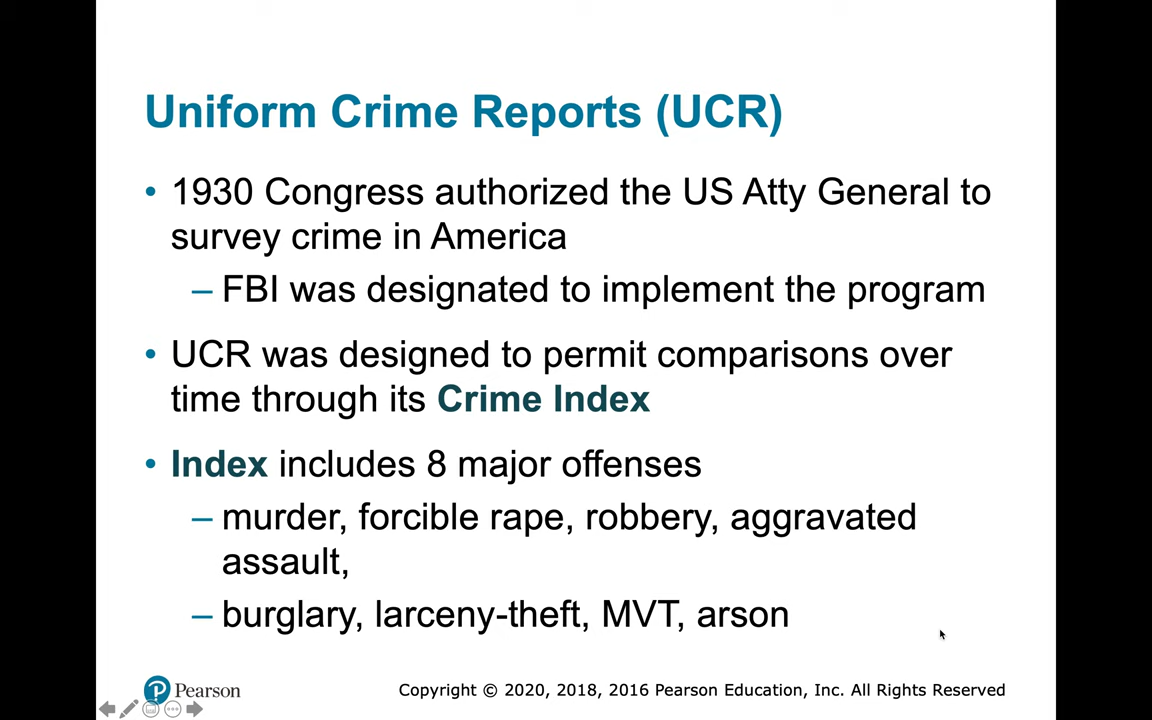 Uniform Crime Reports (UCR)
• 1930 Congress authorized the US Atty General to
survey crime in America
– FBI was designated to implement the program
• UCR was designed to permit comparisons over
time through its Crime Index
• Index includes 8 major offenses
– murder, forcible rape, robbery, aggravated
assault,
– burglary, larceny-theft, MVT, arson
P Pearson
Copyright © 2020, 2018, 2016 Pearson Education, Inc. All Rights Reserved